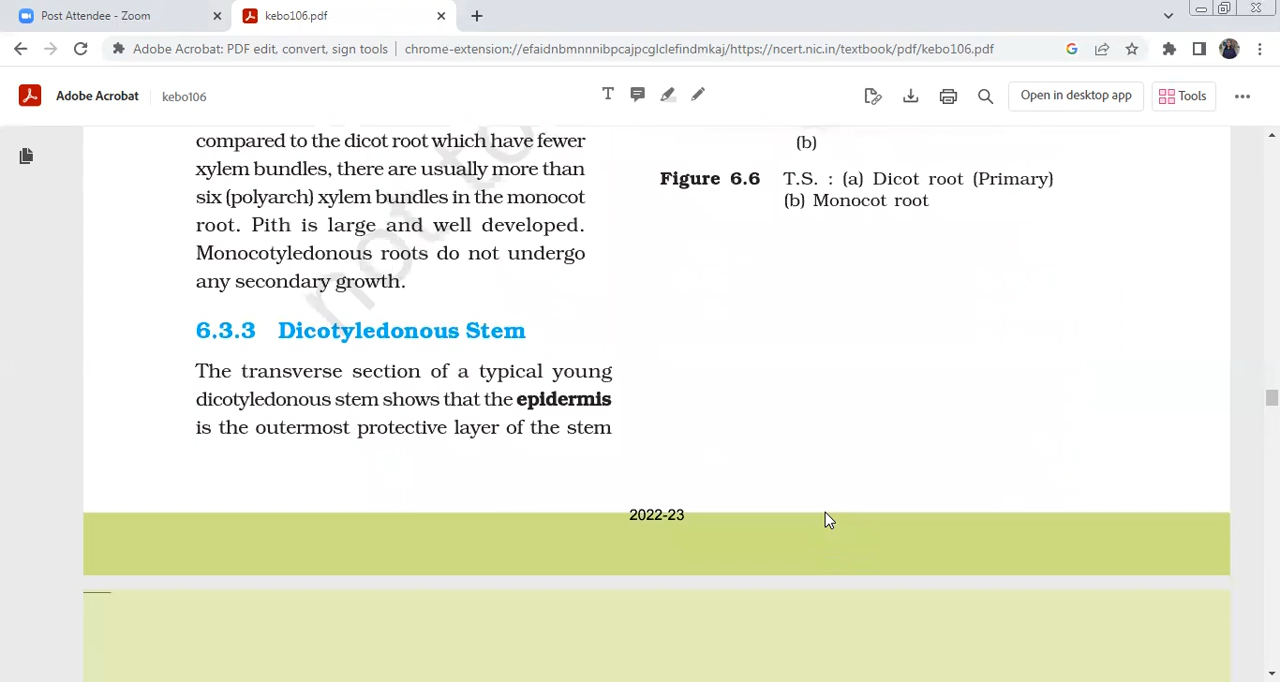 Post Attendee - Zoom
kebo106.pdf
Adobe Acrobat: PDF edit, convert, sign tools
chrome-extension://efaidnbmnnnibpcajpcglclefindmkaj/https://ncert.nic.in/textbook/pdf/kebo106.pdf
Adobe Acrobat
kebo106
Open in desktop app
Tools
compared to the dicot root which have fewer
xylem bundles, there are usually more than
six (polyarch) xylem bundles in the monocot
root. Pith is large and well developed.
Monocotyledonous roots do not undergo
any secondary growth.
not to
(b)
Figure 6.6 T.S. : (a) Dicot root (Primary)
(b) Monocot root
6.3.3 Dicotyledonous Stem
The transverse section of a typical young
dicotyledonous stem shows that the epidermis
is the outermost protective layer of the stem
2022-23